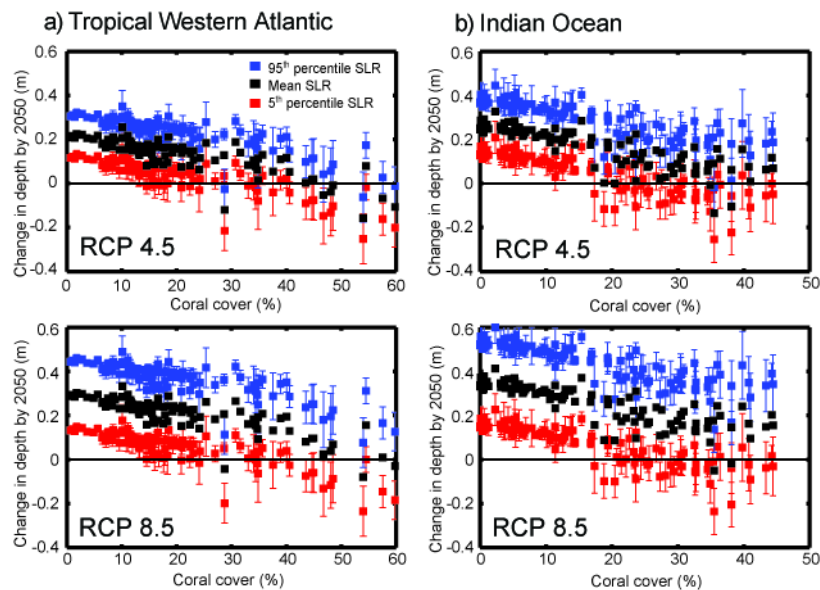 a) Tropical Western Atlantic
b) Indian Ocean
Change in depth by 2050 (m)
0.6
0.4
0.2
0
-0.2
-0.4
95th percentile SLR
Mean SLR
5th percentile SLR
RCP 4.5
0 10 20 30 40 50 60
Coral cover (%)
Change in depth by 2050 (m)
0.6
0.4
0.2
0
-0.2
-0.4
RCP 4.5
0 10 20 30 40 50
Coral cover (%)
Change in depth by 2050 (m)
0.6
0.4
0.2
0
-0.2
-0.4
RCP 8.5
0 10 20 30 40 50 60
Coral cover (%)
Change in depth by 2050 (m)
0.6
0.4
0.2
0
-0.2
-0.4
RCP 8.5
0 10 20 30 40 50
Coral cover (%)